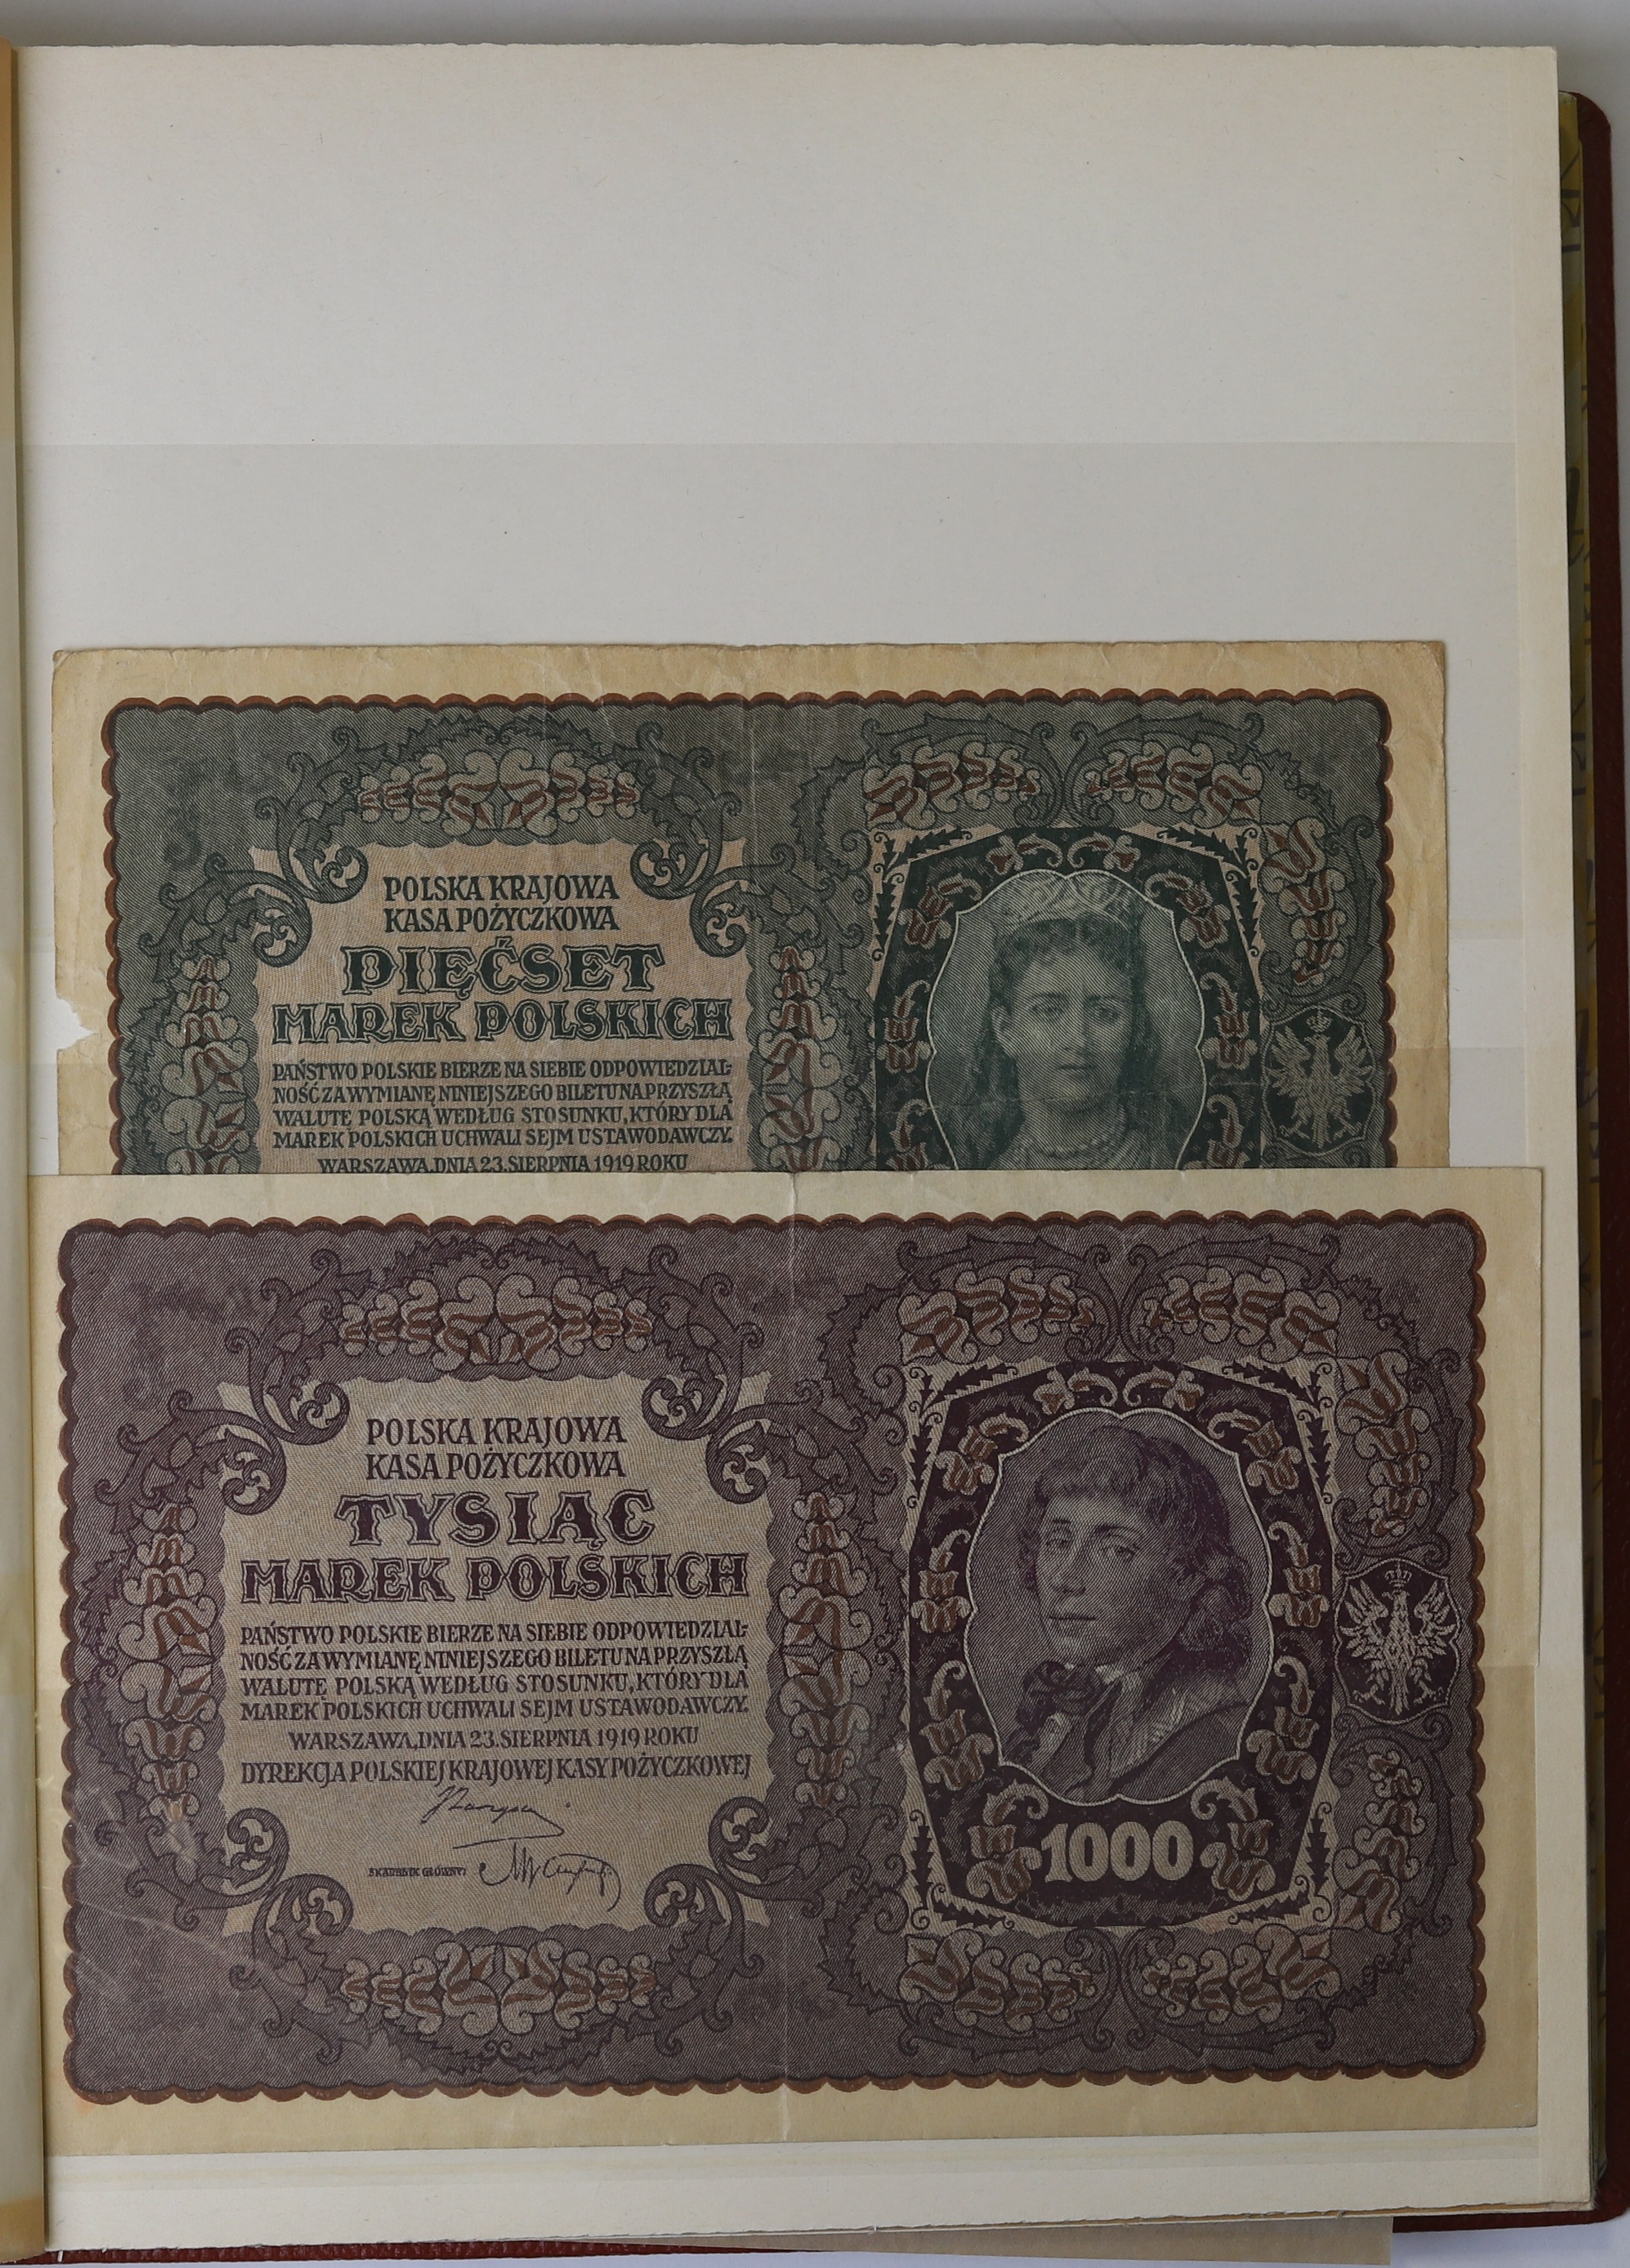 POLSKA KRAJOWA
KASA POŻYCZKOWA
PIĘĆSET
MAREK POLSKICH
PAŃSTWO POLSKIE BIERZE NA SIEBIE ODPOWIEDZIAL-
NOŚĆ ZA WYMIANĘ NINIEJSZEGO BILETU NA PRZYSZŁĄ
WALUTĘ POLSKĄ WEDŁUG STOSUNKU, KTÓRY DLA
MAREK POLSKICH UCHWALI SEJM USTAWODAWCZY.
WARSZAWA, DNIA 23. SIERPNIA 1919 ROKU
POLSKA KRAJOWA
KASA POŻYCZKOWA
TYSIĄC
MAREK POLSKICH
PAŃSTWO POLSKIE BIERZE NA SIEBIE ODPOWIEDZIAL-
NOŚĆ ZA WYMIANĘ NINIEJSZEGO BILETU NA PRZYSZŁĄ
WALUTĘ POLSKĄ WEDŁUG STOSUNKU, KTÓRY DLA
MAREK POLSKICH UCHWALI SEJM USTAWODAWCZY.
WARSZAWA, DNIA 23. SIERPNIA 1919 ROKU
DYREKCJA POLSKIEJ KRAJOWEJ KASY POŻYCZKOWEJ
SKARBNIK GŁÓWNY:
1000